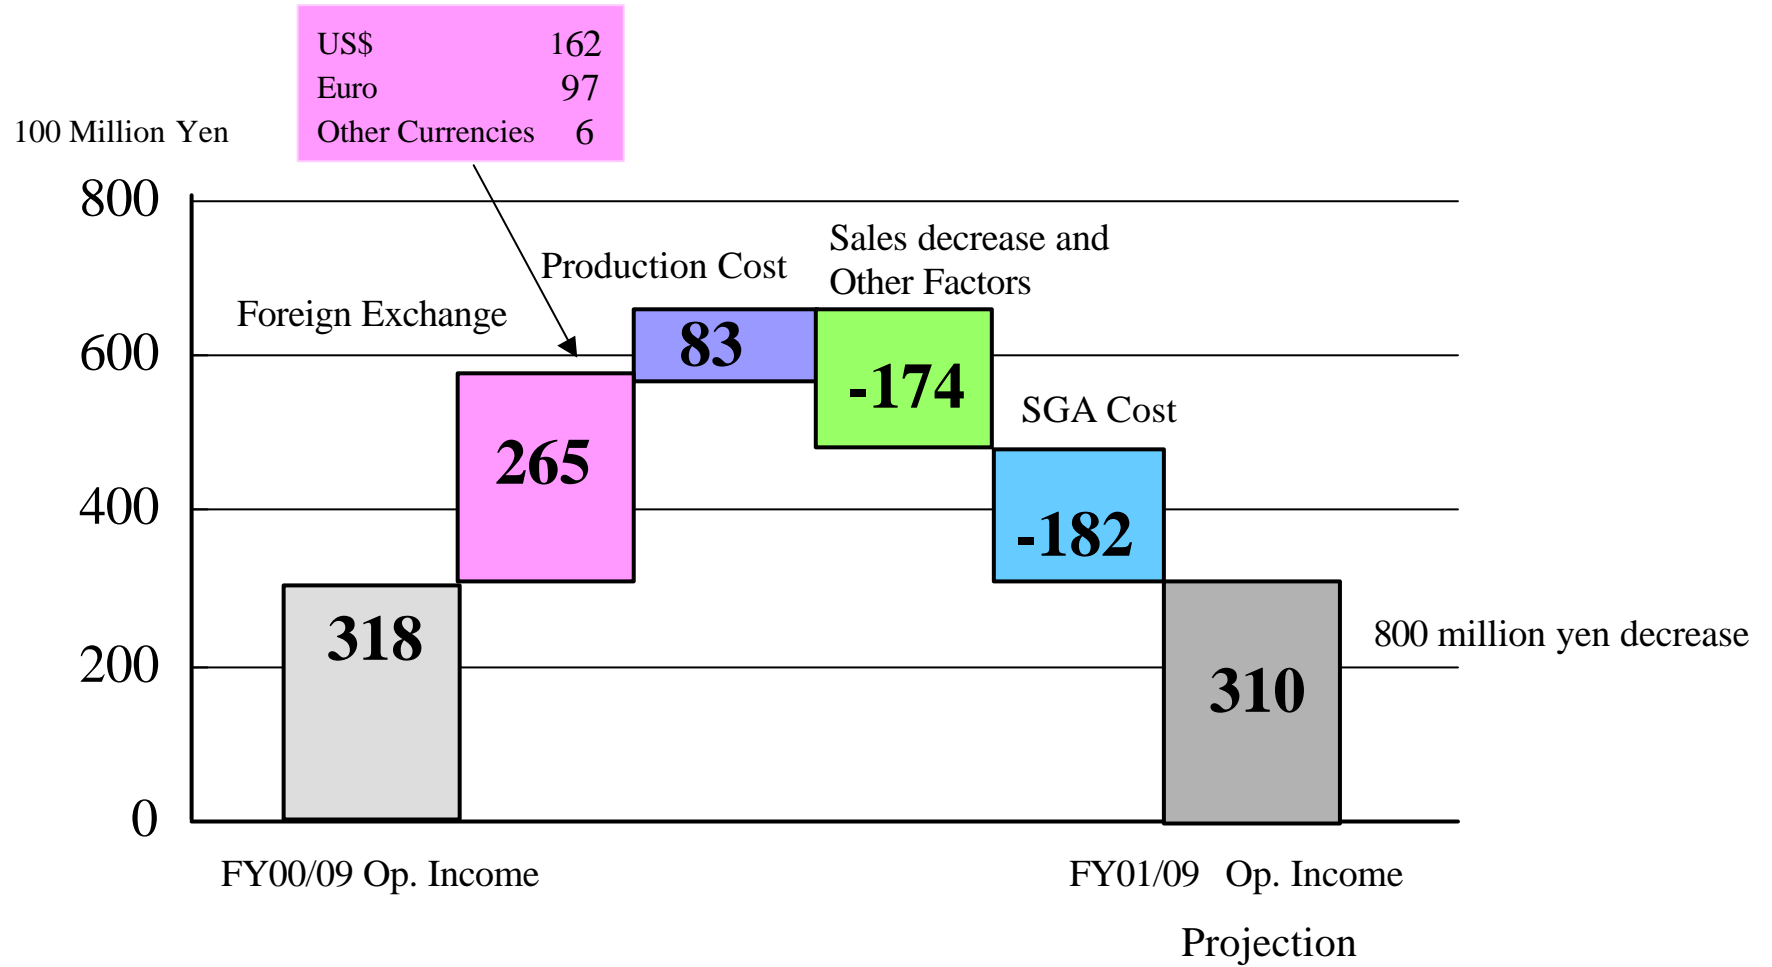 US$ 162
Euro 97
Other Currencies 6
100 Million Yen
800
Sales decrease and
Production Cost
Other Factors
Foreign Exchange
83
600
-174
SGA Cost
265
400
-182
318
800 million yen decrease
200
310
0
FY00/09 Op. Income
FY01/09 Op. Income
Projection